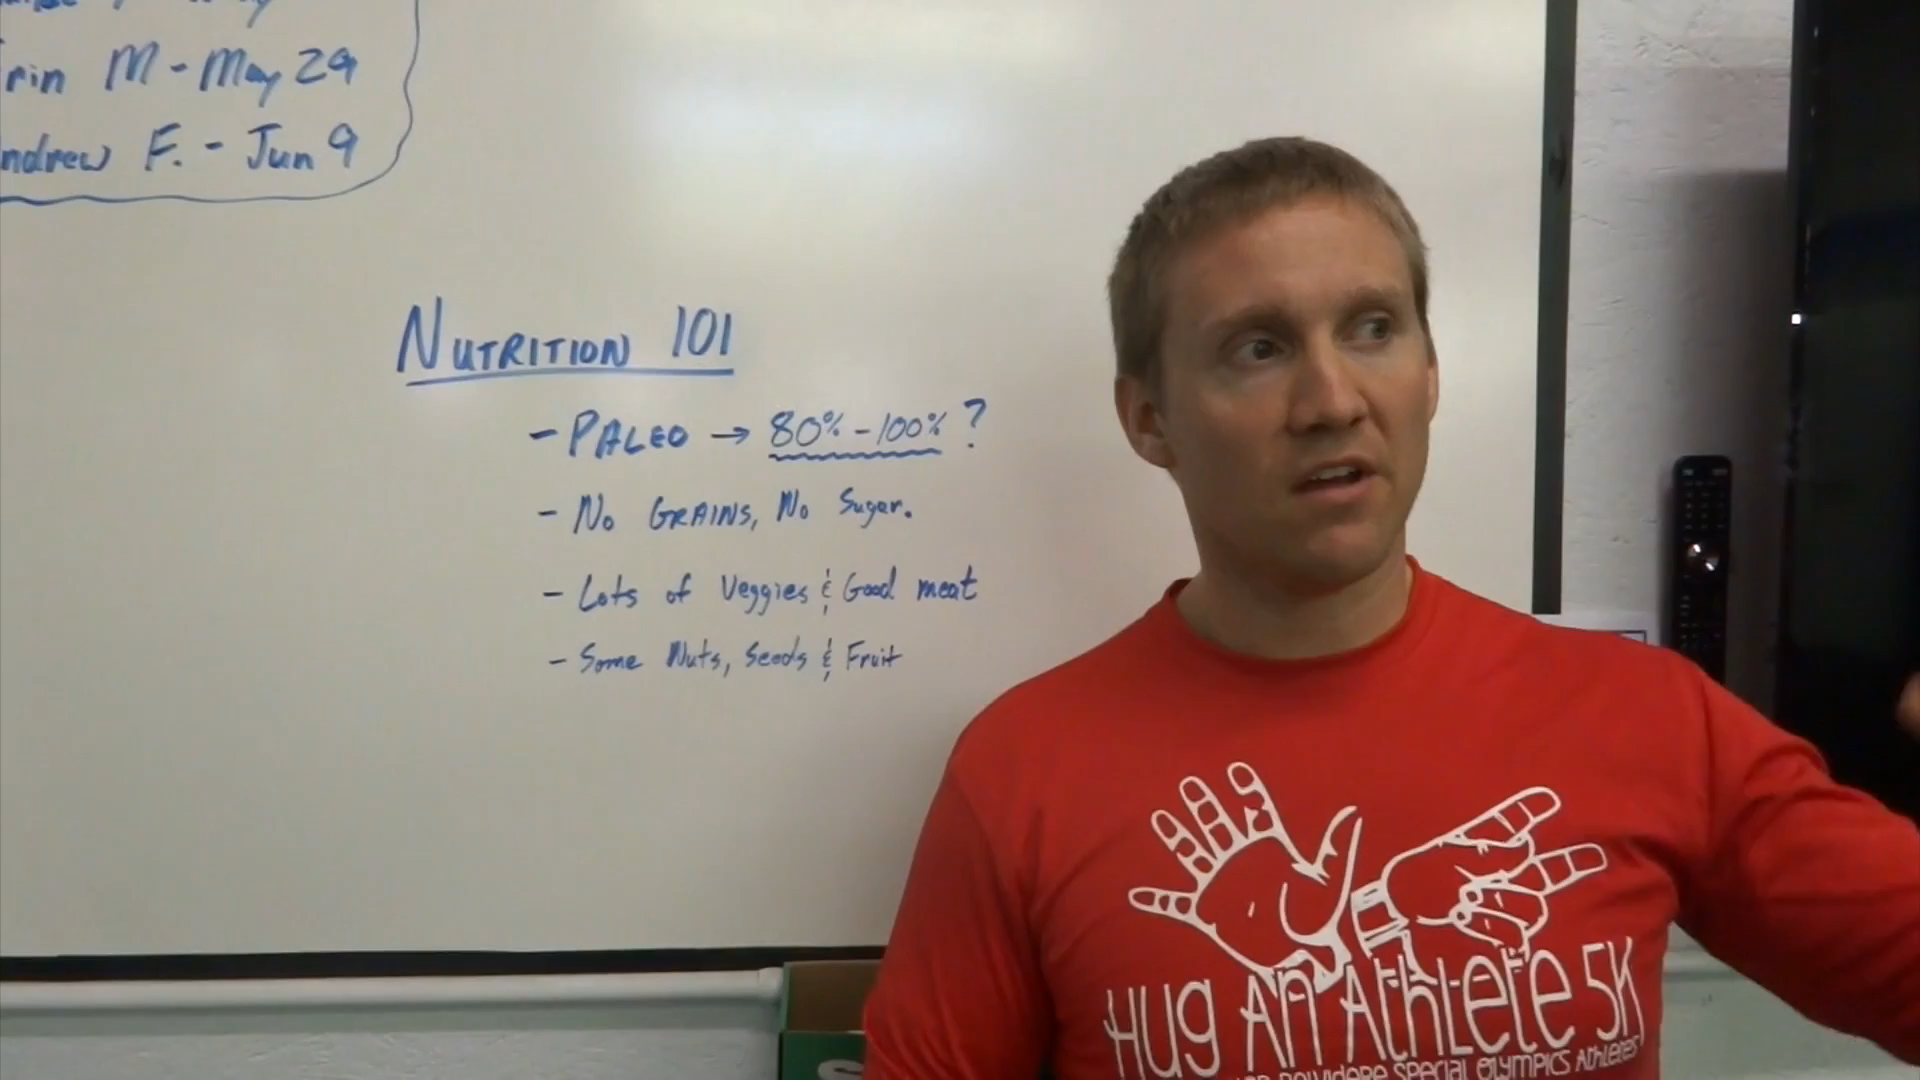 rin M - May 29
ndrew F. - Jun 9
NUTRITION 101
- PALEO → 80% - 100% ?
- No GRAINS, No Sugar.
- Lots of Veggies & Good meat
- Some Nuts, Seeds & Fruit
HUG AN AthLetE 5K
Belvidere SPECIAL OLYMPICS AthLetes